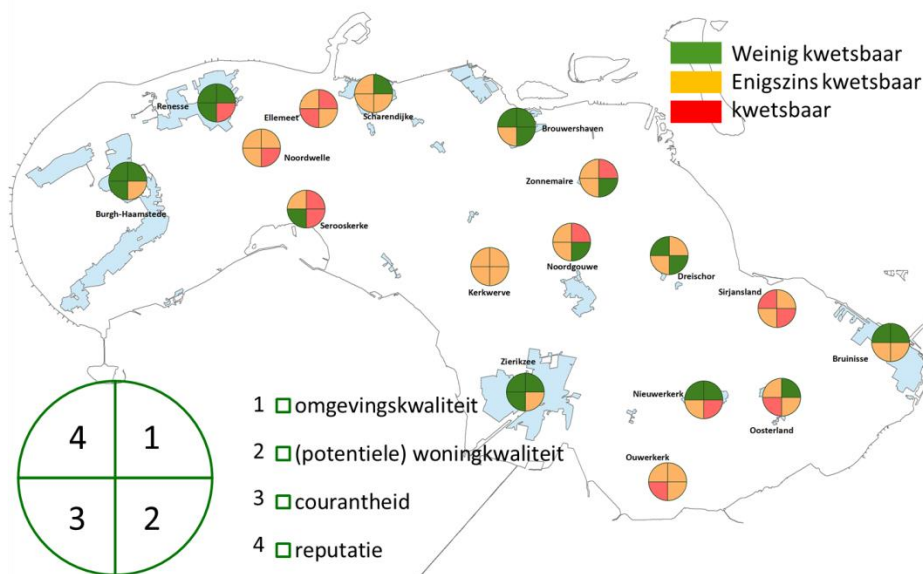 Weinig kwetsbaar
Enigszins kwetsbaar
kwetsbaar
Renesse
Ellemeet
Scharendijke
Noordwelle
Brouwershaven
Burgh-Haamstede
Zonnemaire
Serooskerke
Noordgouwe
Kerkwerve
Dreischor
Sirjansland
Bruinisse
Zierikzee
Nieuwerkerk
Oosterland
Ouwerkerk
4 1
3 2
1 omgevingskwaliteit
2 (potentiele) woningkwaliteit
3 courantheid
4 reputatie